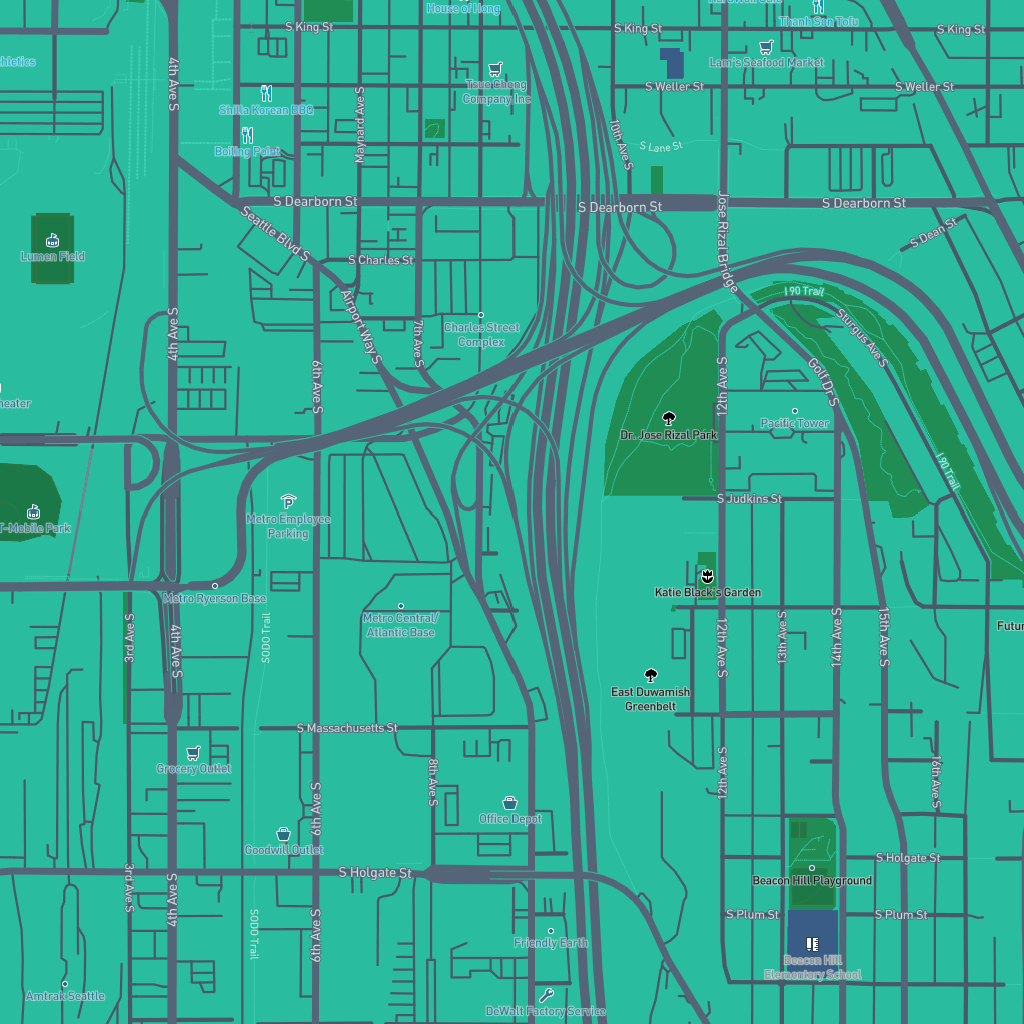 House of Hong
Thanh Son Tofu
S King St
S King St
S King St
Lam's Seafood Market
4th Ave S
Tsue Chong
Company Inc
S Weller St
S Weller St
Shilla Korean BBQ
Maynard Ave S
Boiling Point
10th Ave S
S Lane St
S Dearborn St
S Dearborn St
S Dearborn St
Jose Rizal Bridge
Seattle Blvd S
S Dean St
Lumen Field
S Charles St
I 90 Trail
Airport Way S
4th Ave S
Charles Street
Complex
7th Ave S
Sturgus Ave S
6th Ave S
12th Ave S
Golf Dr S
eater
Pacific Tower
Dr. Jose Rizal Park
I 90 Trail
S Judkins St
T-Mobile Park
Metro Employee
Parking
Katie Black's Garden
Metro Ryerson Base
Metro Central/
Atlantic Base
3rd Ave S
4th Ave S
SODO Trail
12th Ave S
13th Ave S
14th Ave S
15th Ave S
Futur
East Duwamish
Greenbelt
S Massachusetts St
Grocery Outlet
8th Ave S
12th Ave S
16th Ave S
6th Ave S
Office Depot
Goodwill Outlet
S Holgate St
S Holgate St
3rd Ave S
4th Ave S
Beacon Hill Playground
SODO Trail
6th Ave S
S Plum St
S Plum St
Friendly Earth
Beacon Hill
Elementary School
Amtrak Seattle
DeWalt Factory Service